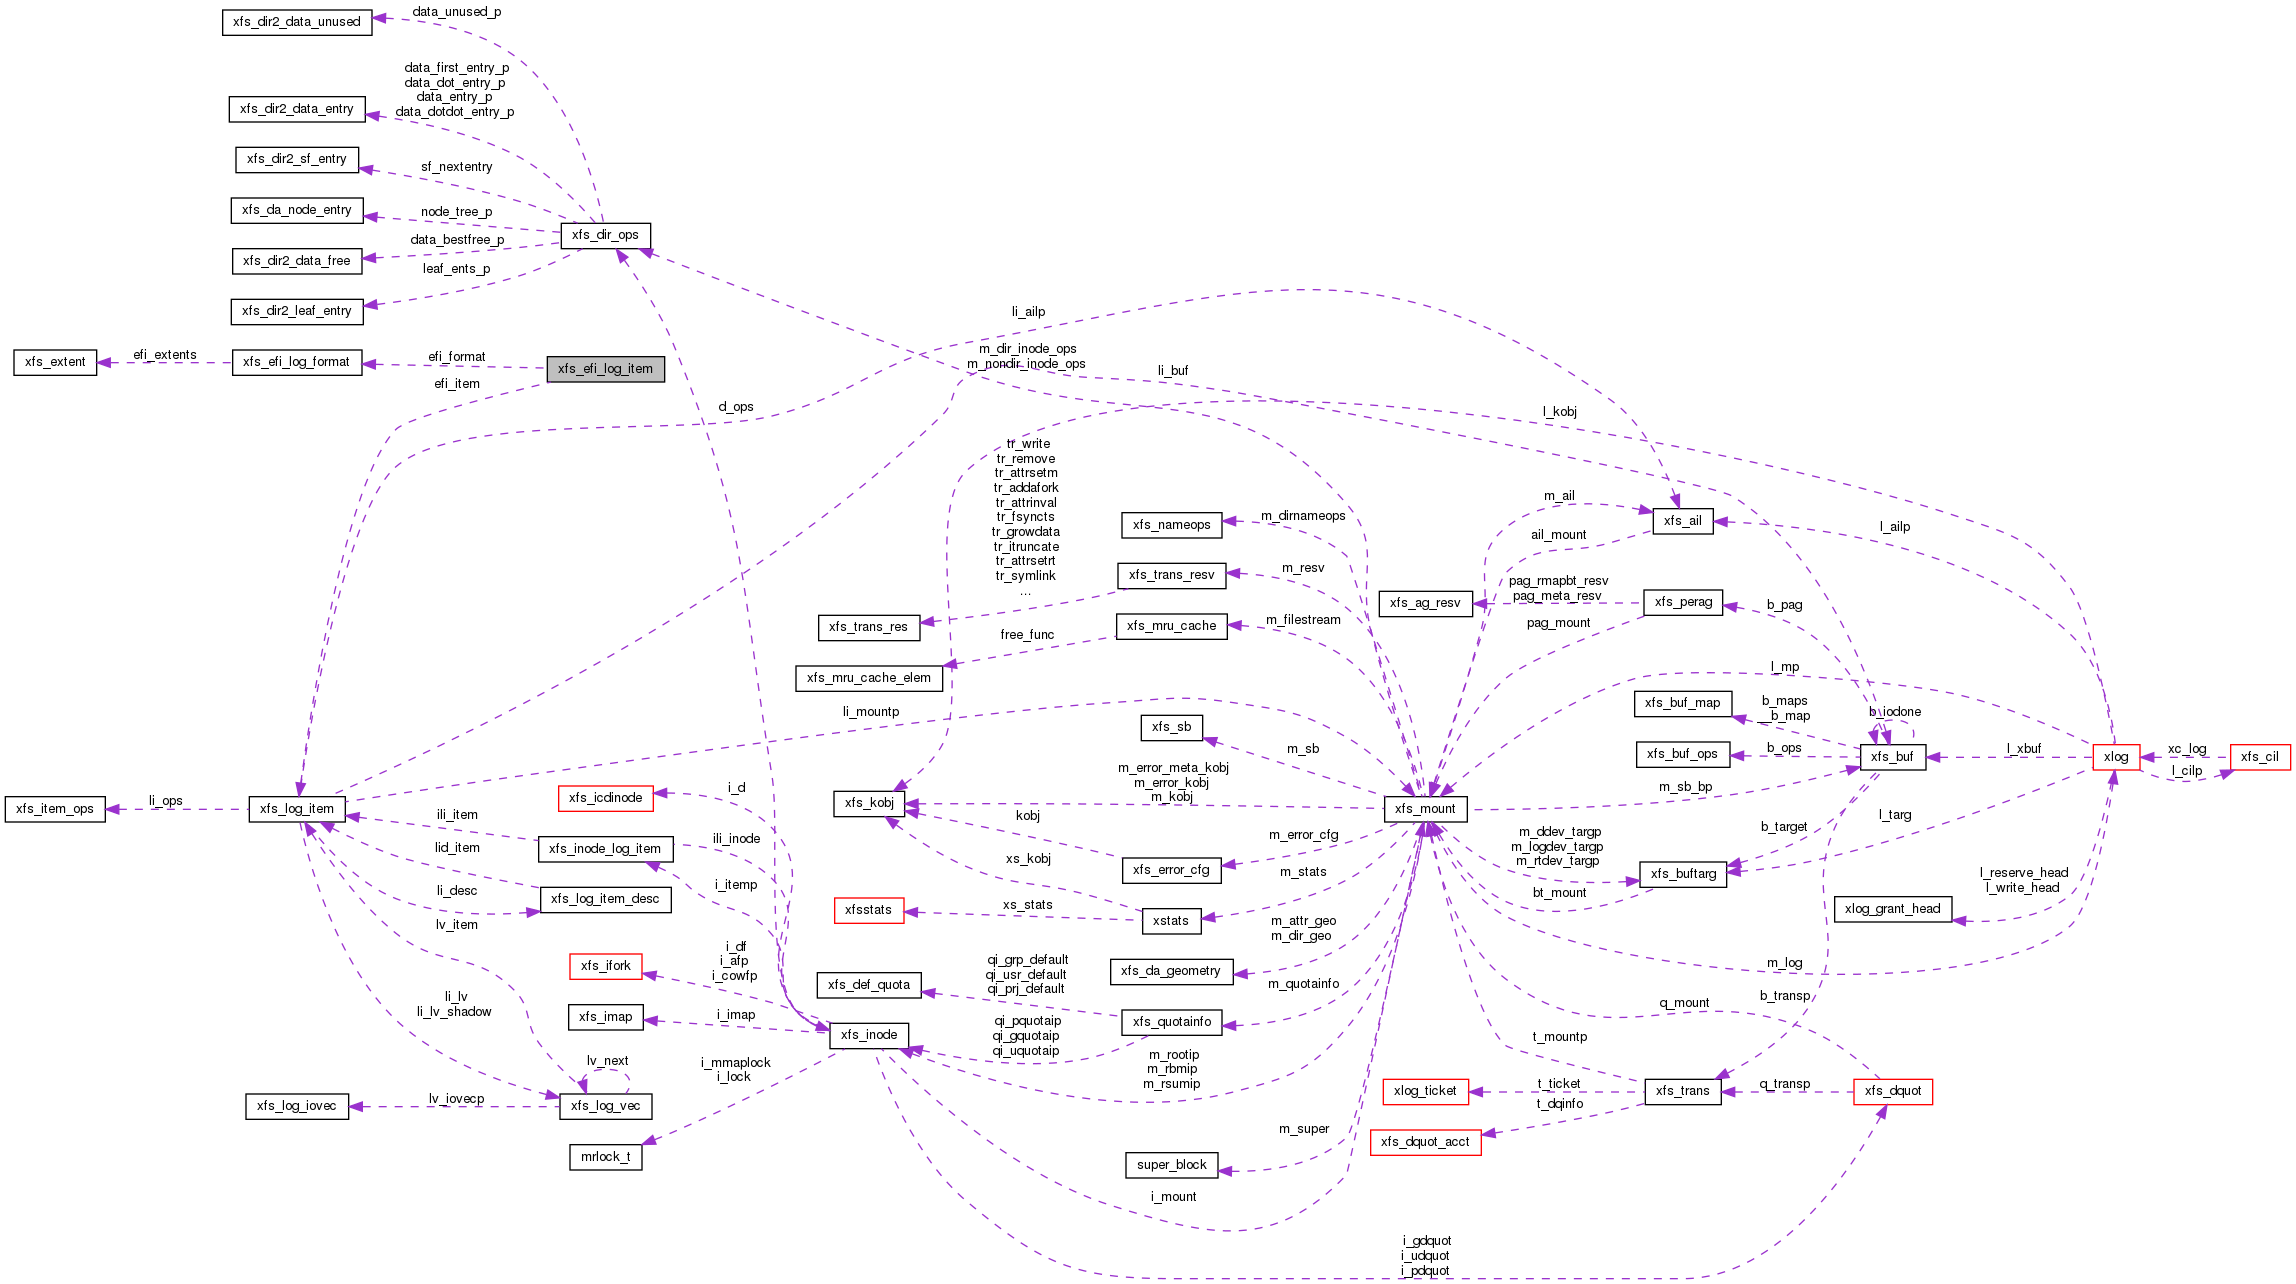 xfs_dir2_data_unused
data_unused_p
data_first_entry_p
data_dot_entry_p
data_entry_p
data_dotdot_entry_p
xfs_dir2_data_entry
xfs_dir2_sf_entry
sf_nextentry
xfs_da_node_entry
node_tree_p
xfs_dir_ops
data_bestfree_p
xfs_dir2_data_free
leaf_ents_p
xfs_dir2_leaf_entry
li_ailp
xfs_extent
efi_extents
xfs_efi_log_format
efi_format
xfs_efi_log_item
m_dir_inode_ops
m_nondir_inode_ops
li_buf
efi_item
d_ops
l_kobj
tr_write
tr_remove
tr_attrsetm
tr_addafork
tr_attrinval
tr_fsyncts
tr_growdata
tr_itruncate
tr_attrsetrt
tr_symlink
...
xfs_nameops
m_dirnameops
m_ail
xfs_ail
ail_mount
l_ailp
xfs_trans_resv
m_resv
xfs_trans_res
xfs_ag_resv
pag_rmapbt_resv
pag_meta_resv
xfs_perag
b_pag
pag_mount
xfs_mru_cache
m_filestream
free_func
xfs_mru_cache_elem
l_mp
li_mountp
xfs_sb
m_sb
xfs_buf_map
b_maps
__b_map
b_iodone
xfs_buf_ops
b_ops
xfs_buf
l_xbuf
xlog
xc_log
l_cilp
xfs_cil
m_sb_bp
m_error_meta_kobj
m_error_kobj
m_kobj
xfs_item_ops
li_ops
xfs_log_item
xfs_icdinode
i_d
xfs_kobj
xfs_mount
ili_item
xfs_inode_log_item
ili_inode
kobj
m_error_cfg
xfs_error_cfg
m_ddev_targp
m_logdev_targp
m_rtdev_targp
b_target
l_targ
lid_item
xs_kobj
xfs_buftarg
m_stats
i_itemp
li_desc
xfs_log_item_desc
bt_mount
l_reserve_head
l_write_head
xlog_grant_head
xfsstats
xs_stats
xstats
lv_item
m_attr_geo
m_dir_geo
i_df
i_afp
i_cowfp
xfs_ifork
qi_grp_default
qi_usr_default
qi_prj_default
xfs_def_quota
xfs_da_geometry
m_log
m_quotainfo
li_lv
li_lv_shadow
xfs_imap
i_imap
xfs_inode
qi_pquotaip
qi_gquotaip
qi_uquotaip
xfs_quotainfo
q_mount
b_transp
t_mountp
lv_next
i_mmaplock
i_lock
m_rootip
m_rbmip
m_rsumip
xfs_log_iovec
lv_iovecp
xfs_log_vec
xlog_ticket
t_ticket
xfs_trans
q_transp
xfs_dquot
t_dqinfo
mrlock_t
xfs_dquot_acct
m_super
super_block
i_mount
i_gdquot
i_udquot
i_pdquot